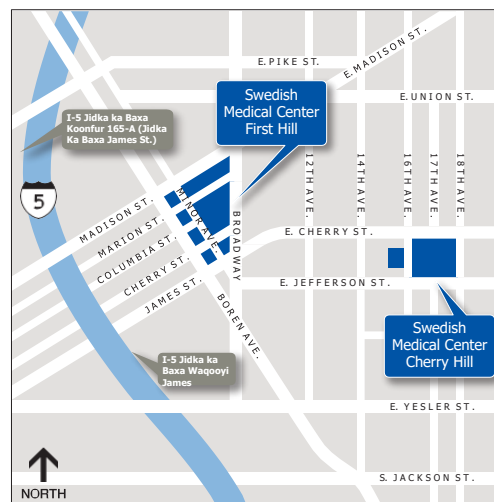 E. PIKE ST.
E. MADISON ST.
E. UNION ST.
Swedish
Medical Center
First Hill
I-5 Jidka ka Baxa
Koonfur 165-A (Jidka
Ka Baxa James St.)
5
12TH AVE.
14TH AVE.
16TH AVE.
17TH AVE.
18TH AVE.
MADISON ST.
MARION ST.
COLUMBIA ST.
CHERRY ST.
JAMES ST.
MINOR AVE.
BROADWAY
BOREN AVE.
E. CHERRY ST.
E. JEFFERSON ST.
Swedish
Medical Center
Cherry Hill
I-5 Jidka ka
Baxa Waqooyi
James
E. YESLER ST.
S. JACKSON ST.
NORTH